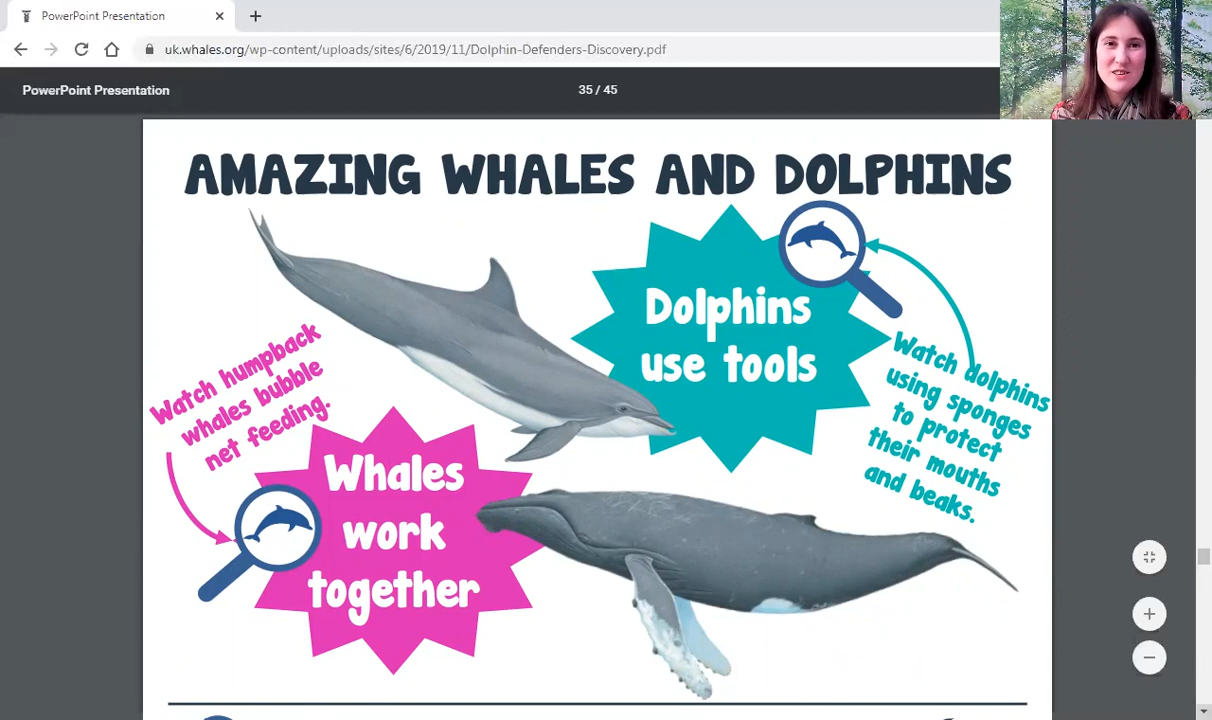 PowerPoint Presentation
uk.whales.org/wp-content/uploads/sites/6/2019/11/Dolphin-Defenders-Discovery.pdf
PowerPoint Presentation
35 / 45
AMAZING WHALES AND DOLPHINS
Dolphins
use tools
Watch dolphins
using sponges
to protect
their mouths
and beaks.
Watch humpback
whales bubble
net feeding.
Whales
work
together